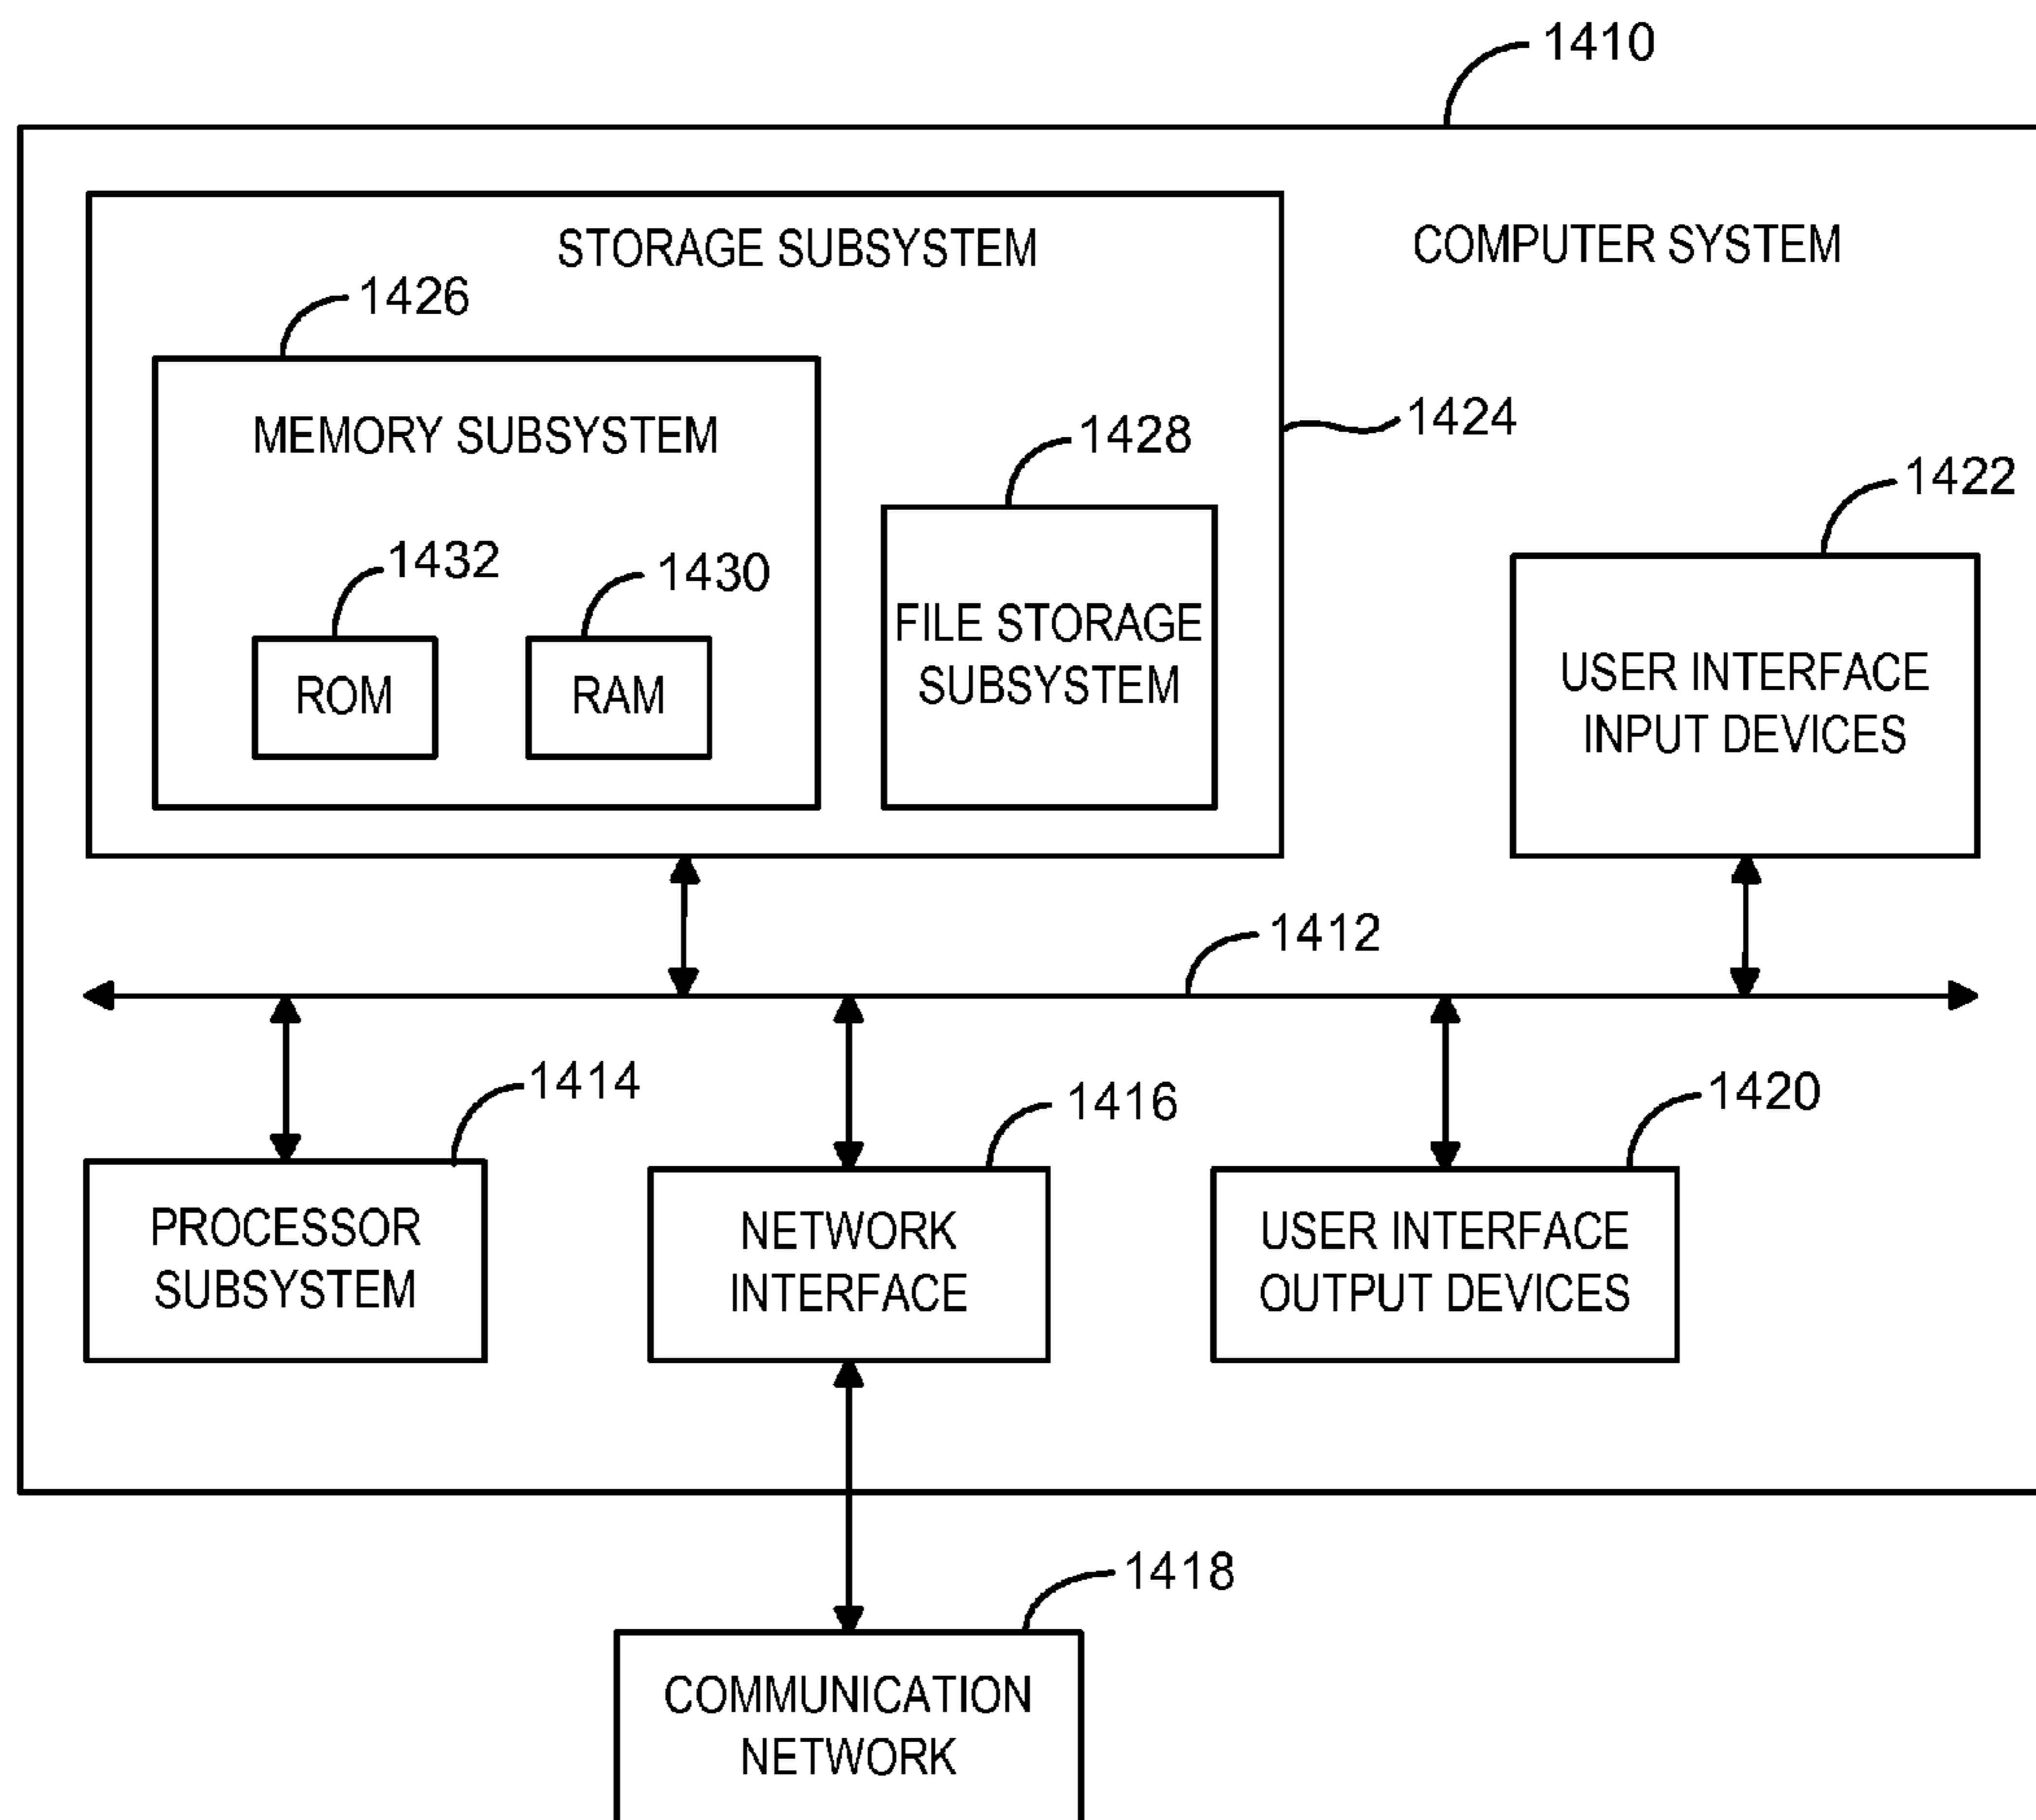 1410
STORAGE SUBSYSTEM
COMPUTER SYSTEM
1426
MEMORY SUBSYSTEM
1424
1428
1422
1432
1430
ROM
RAM
FILE STORAGE
SUBSYSTEM
USER INTERFACE
INPUT DEVICES
1412
1414
1416
1420
PROCESSOR
SUBSYSTEM
NETWORK
INTERFACE
USER INTERFACE
OUTPUT DEVICES
1418
COMMUNICATION
NETWORK